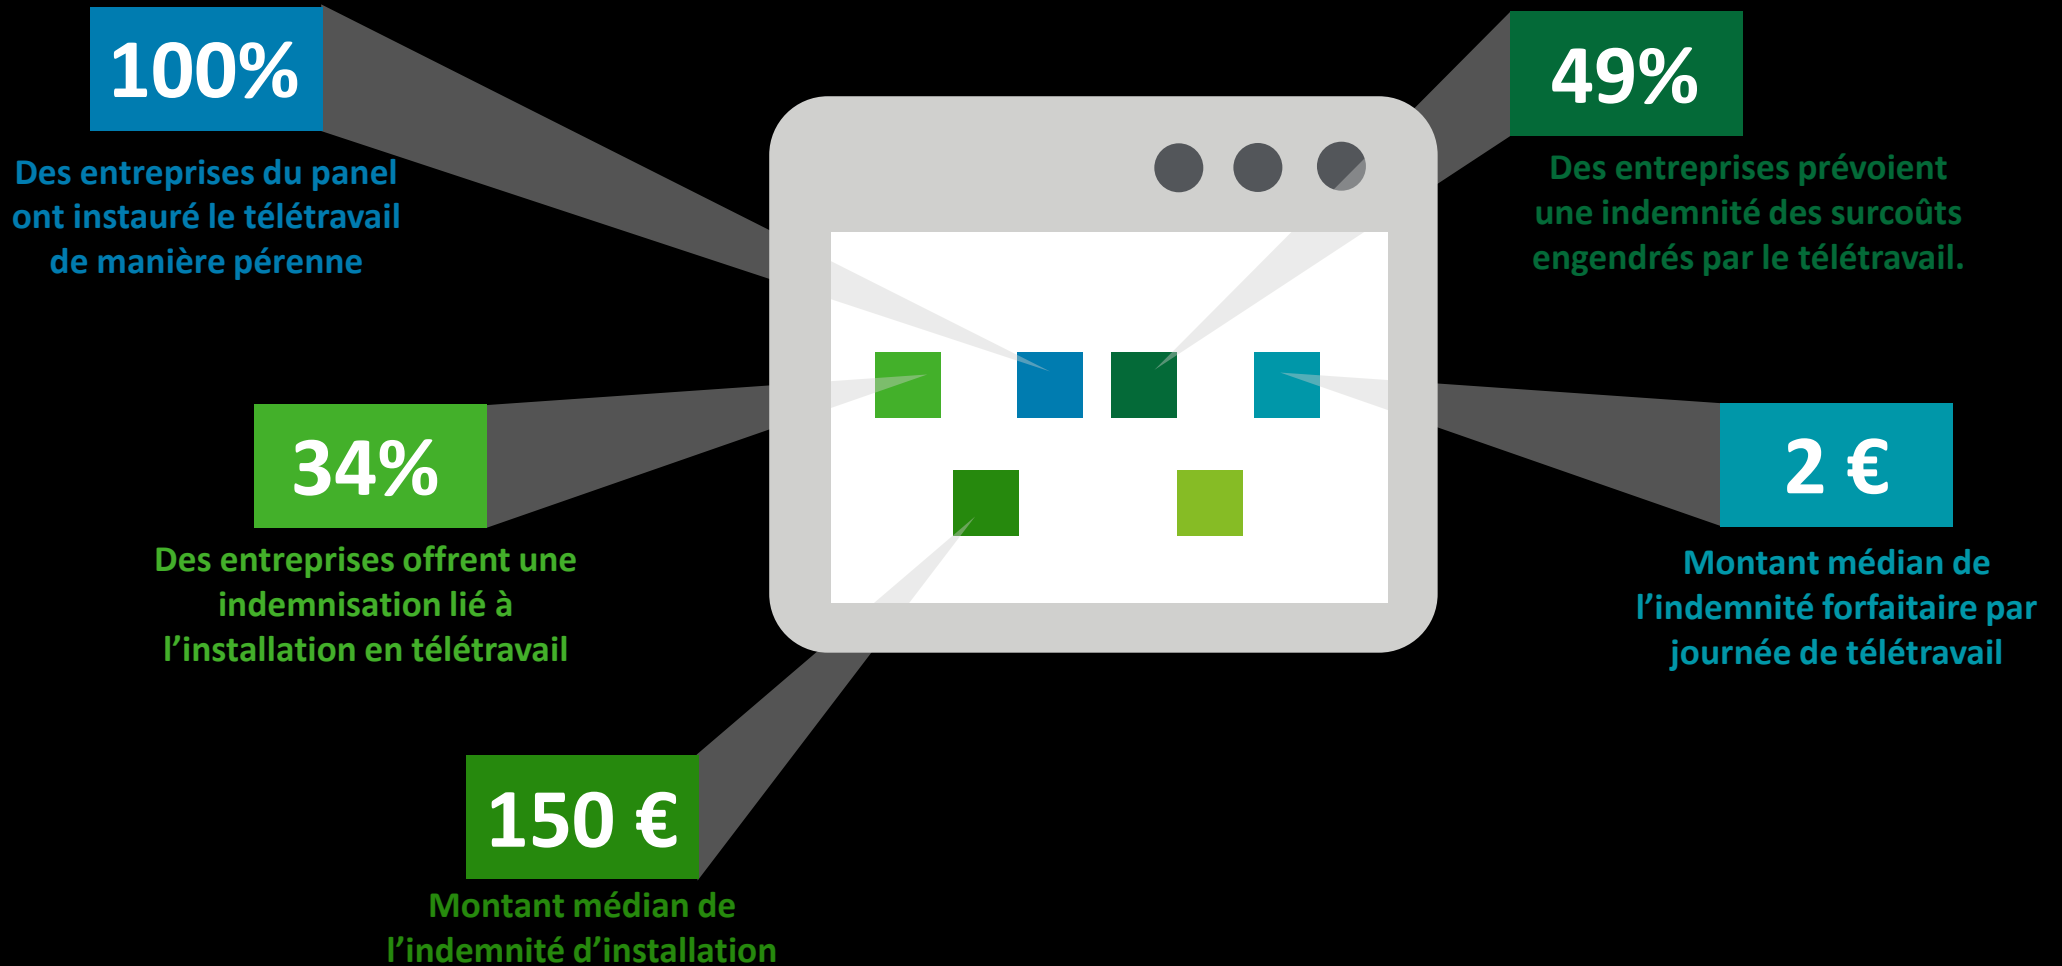 100%
Des entreprises du panel
ont instauré le télétravail
de manière pérenne
49%
Des entreprises prévoient
une indemnité des surcoûts
engendrés par le télétravail.
34%
Des entreprises offrent une
indemnisation lié à
l’installation en télétravail
2 €
Montant médian de
l’indemnité forfaitaire par
journée de télétravail
150 €
Montant médian de
l’indemnité d’installation